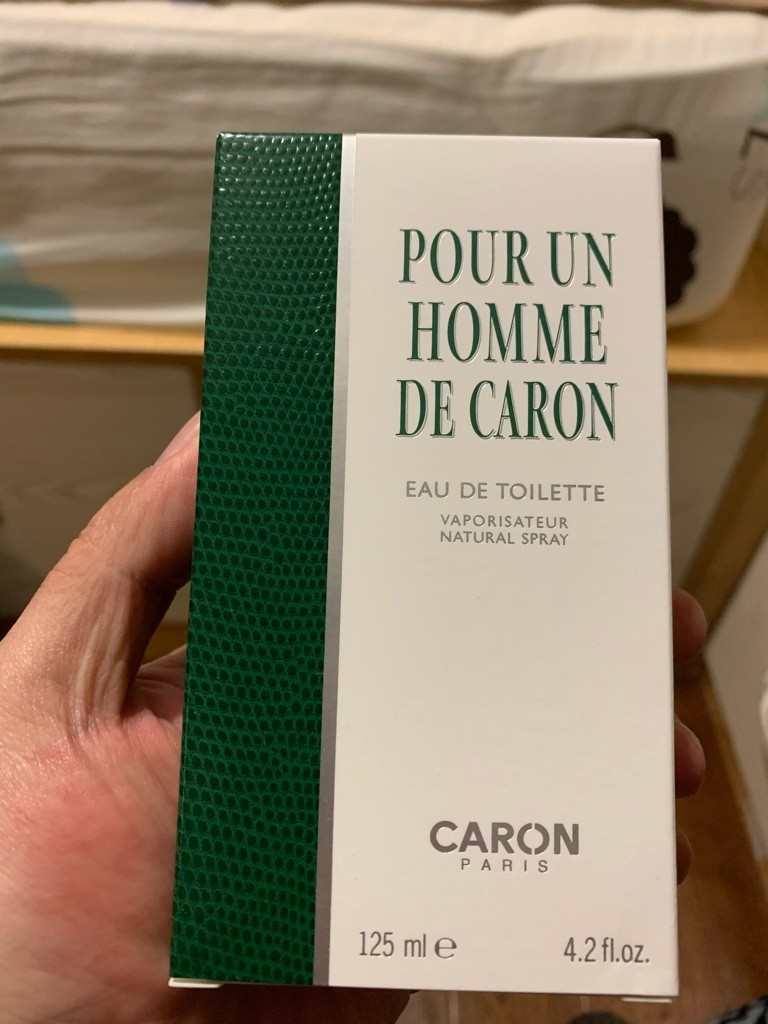 POUR UN
HOMME
DE CARON
EAU DE TOILETTE
VAPORISATEUR
NATURAL SPRAY
CARON
PARIS
125 ml ℮ 4.2 fl.oz.